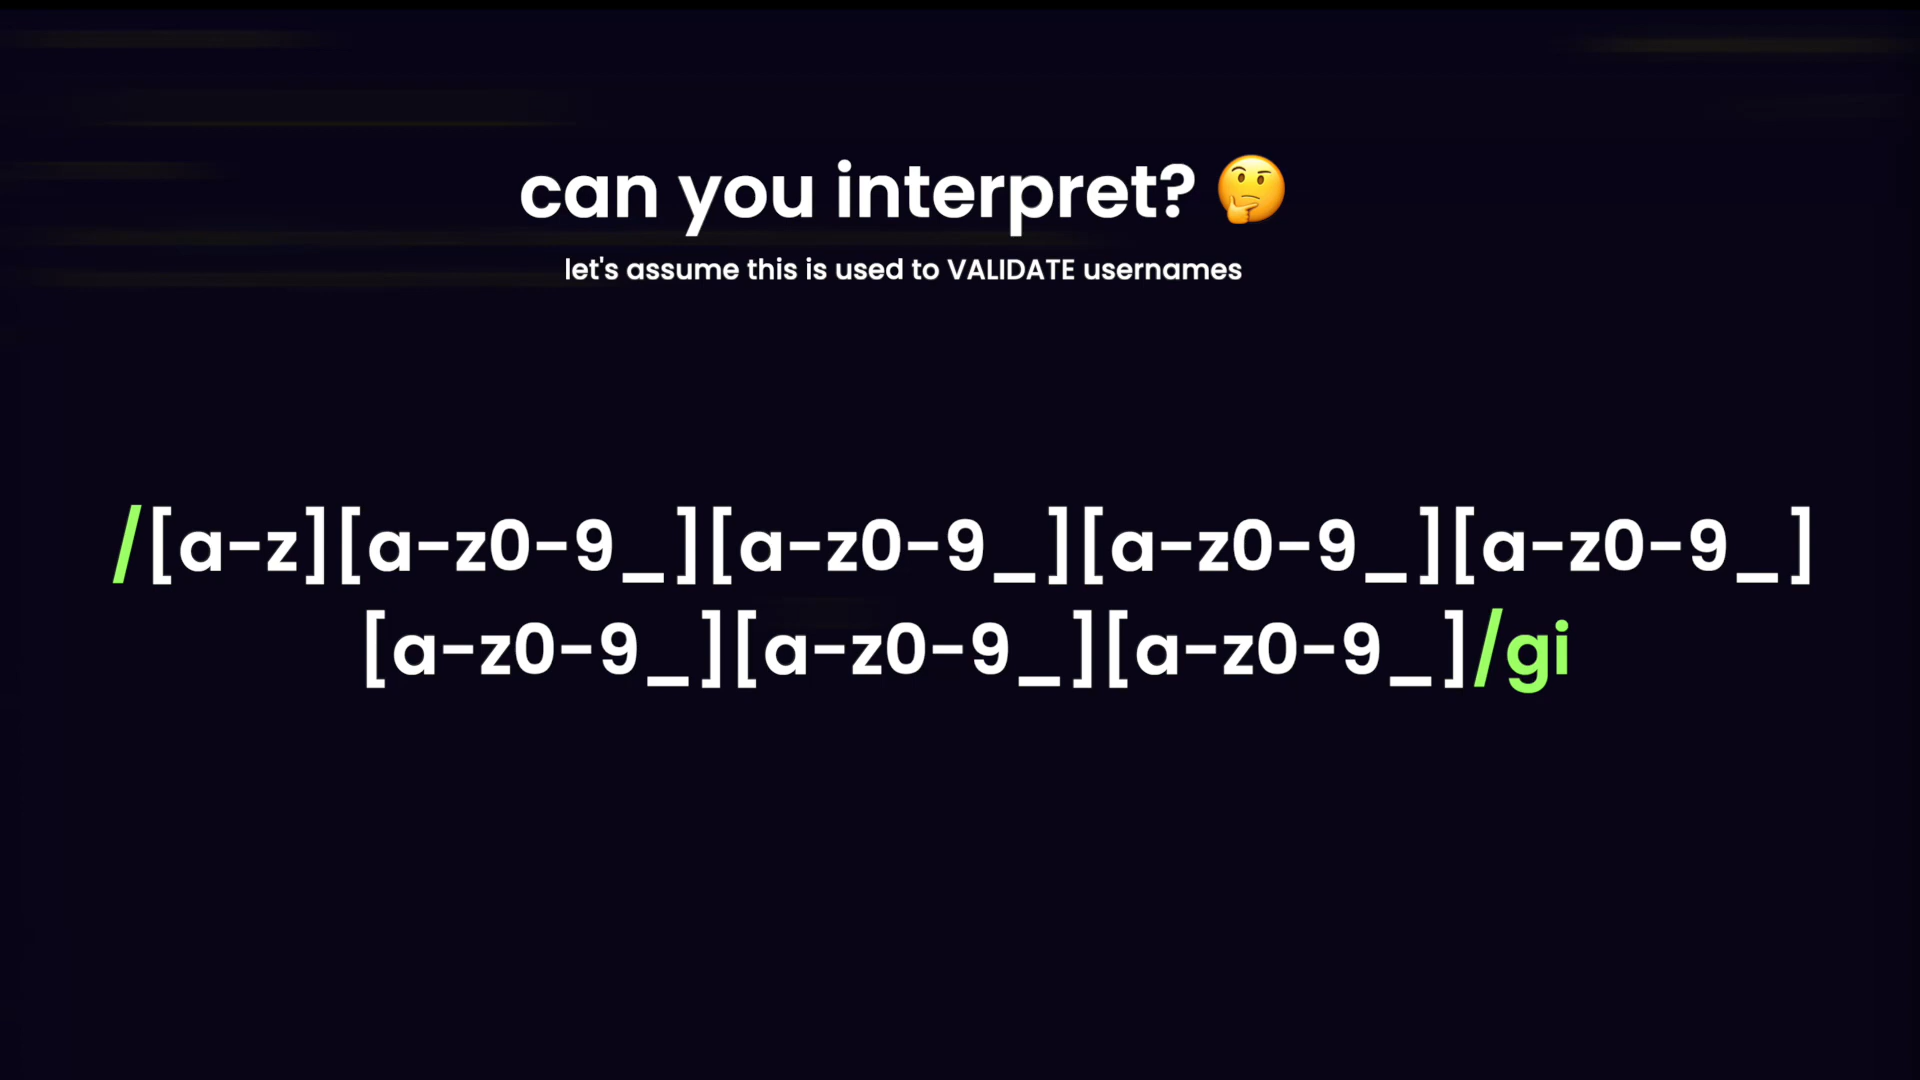 can you interpret? 🤔
let's assume this is used to VALIDATE usernames
/[a-z][a-z0-9_][a-z0-9_][a-z0-9_][a-z0-9_]
[a-z0-9_][a-z0-9_][a-z0-9_]/gi